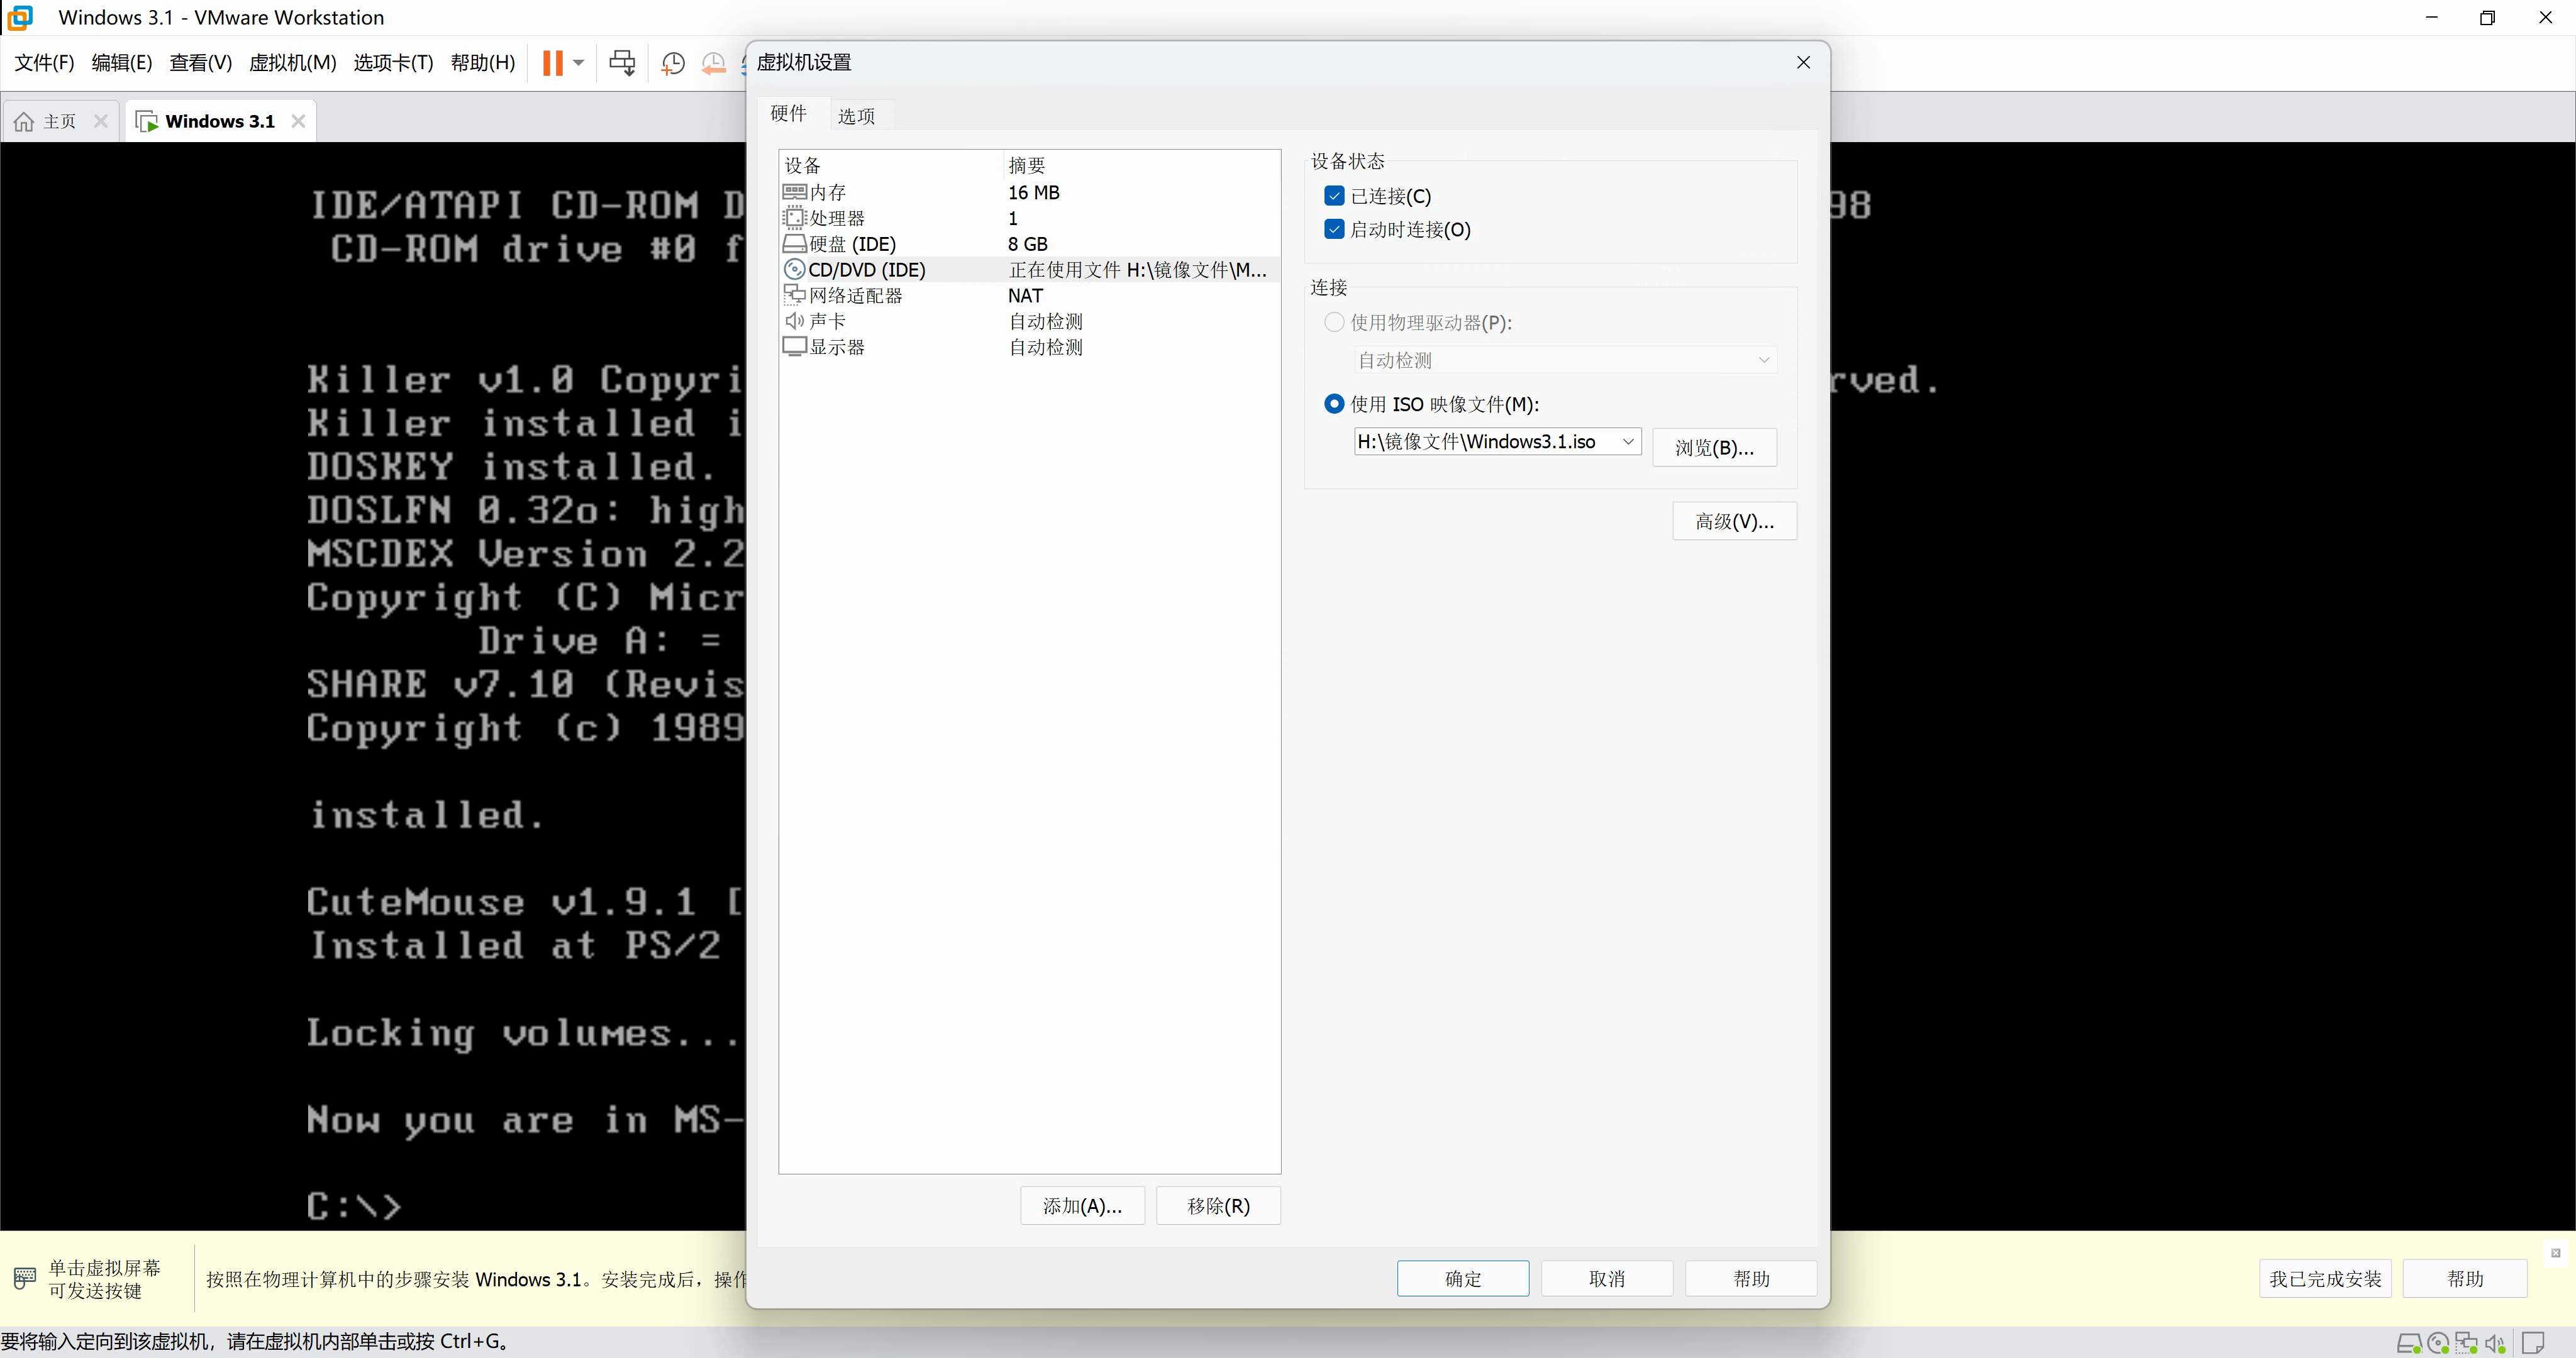 Windows 3.1 - VMware Workstation
文件(F) 编辑(E) 查看(V) 虚拟机(M) 选项卡(T) 帮助(H)
主页
Windows 3.1
IDE/ATAPI CD-ROM D
98
CD-ROM drive #0 f
Killer v1.0 Copyri
rved.
Killer installed i
DOSKEY installed.
DOSLFN 0.32o: high
MSCDEX Version 2.2
Copyright (C) Micr
Drive A: =
SHARE v7.10 (Revis
Copyright (c) 1989
installed.
CuteMouse v1.9.1 [
Installed at PS/2
Locking volumes...
Now you are in MS-
C:\>
虚拟机设置
硬件 选项
设备 摘要
内存 16 MB
处理器 1
硬盘 (IDE) 8 GB
CD/DVD (IDE) 正在使用文件 H:\镜像文件\M...
网络适配器 NAT
声卡 自动检测
显示器 自动检测
添加(A)... 移除(R)
设备状态
已连接(C)
启动时连接(O)
连接
使用物理驱动器(P):
自动检测
使用 ISO 映像文件(M):
H:\镜像文件\Windows3.1.iso 浏览(B)...
高级(V)...
确定 取消 帮助
单击虚拟屏幕
可发送按键
按照在物理计算机中的步骤安装 Windows 3.1。安装完成后，操作
我已完成安装 帮助
要将输入定向到该虚拟机，请在虚拟机内部单击或按 Ctrl+G。